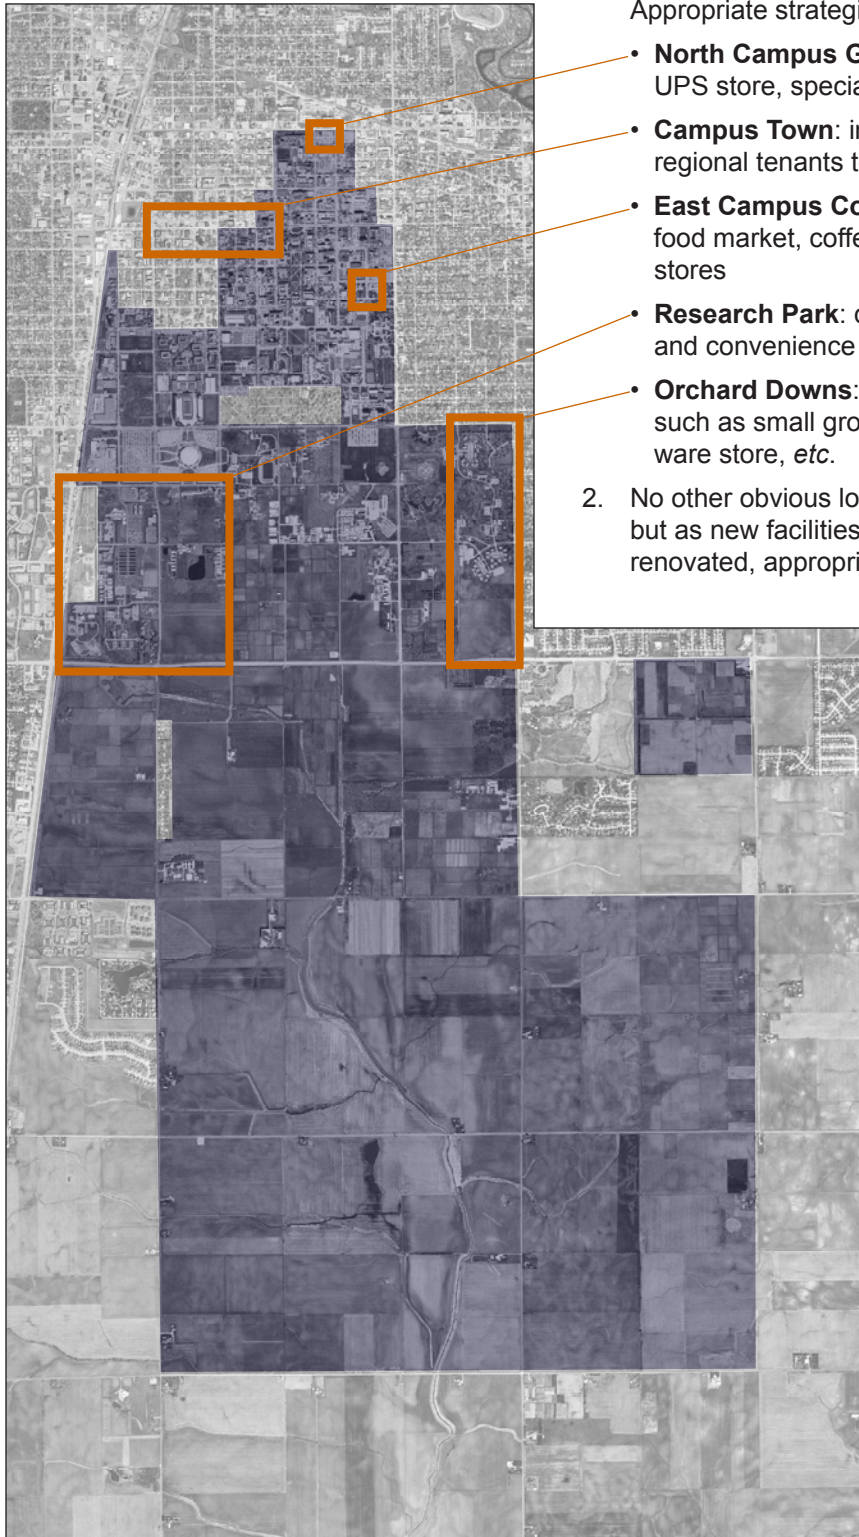 Appropriate strategi
• North Campus G
UPS store, specia
• Campus Town: in
regional tenants t
• East Campus Co
food market, coffe
stores
• Research Park: c
and convenience
• Orchard Downs:
such as small gro
ware store, etc.
2. No other obvious lo
but as new facilities
renovated, appropri